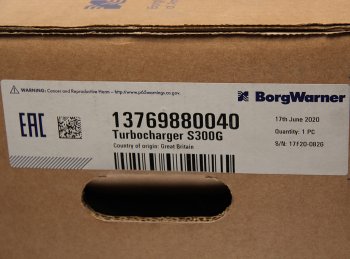 WARNING: Cancer and Reproductive Harm - http://www.p65warnings.ca.gov.
BorgWarner
EAC
13769880040
Turbocharger S300G
Country of origin: Great Britain
17th June 2020
Quantity: 1 PC
S/N: 17F20-0820